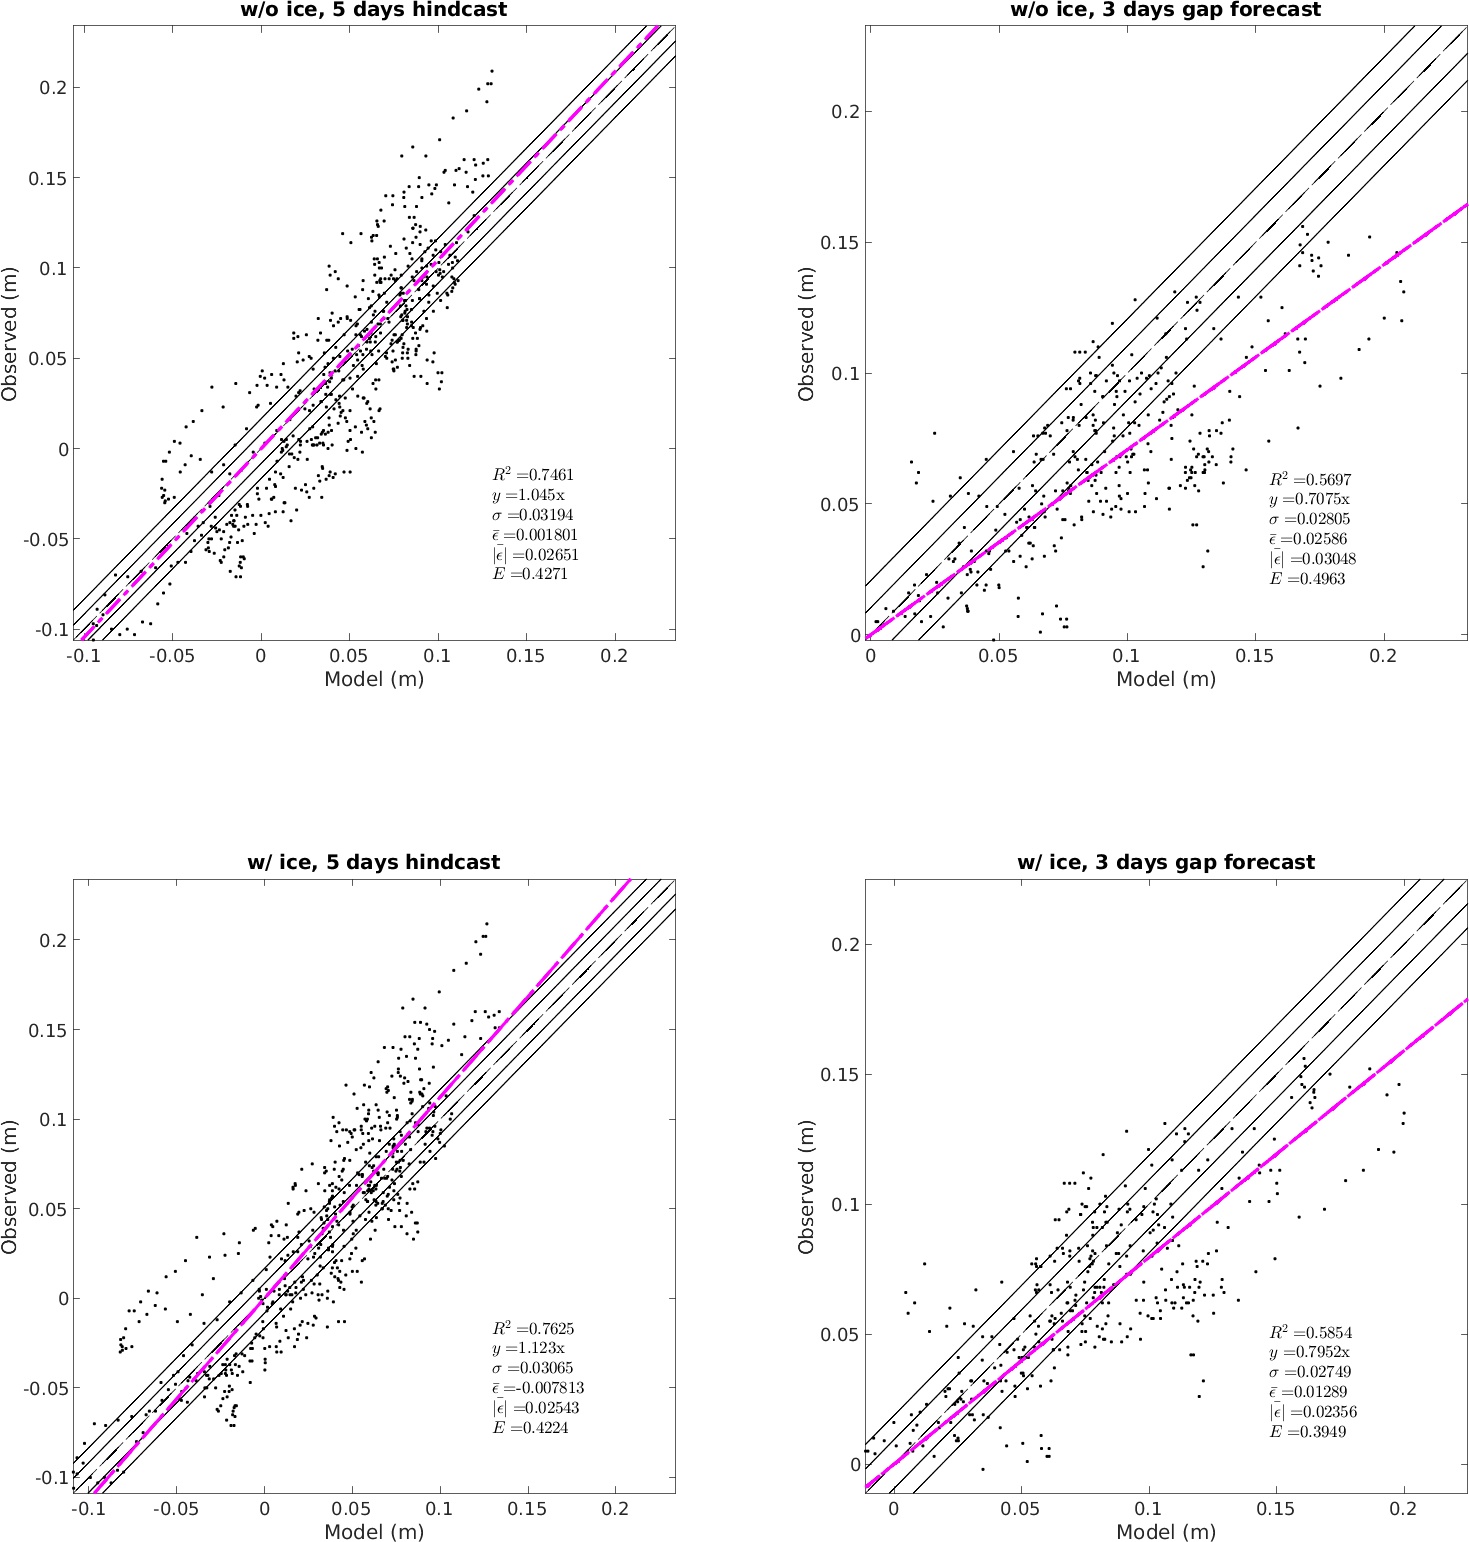 w/o ice, 5 days hindcast
Observed (m)
0.2
0.15
0.1
0.05
0
-0.05
-0.1
R² =0.7461
y =1.045x
σ =0.03194
ε̄ =0.001801
|ε̄| =0.02651
E =0.4271
-0.1 -0.05 0 0.05 0.1 0.15 0.2
Model (m)
w/o ice, 3 days gap forecast
Observed (m)
0.2
0.15
0.1
0.05
0
R² =0.5697
y =0.7075x
σ =0.02805
ε̄ =0.02586
|ε̄| =0.03048
E =0.4963
0 0.05 0.1 0.15 0.2
Model (m)
w/ ice, 5 days hindcast
Observed (m)
0.2
0.15
0.1
0.05
0
-0.05
-0.1
R² =0.7625
y =1.123x
σ =0.03065
ε̄ =-0.007813
|ε̄| =0.02543
E =0.4224
-0.1 -0.05 0 0.05 0.1 0.15 0.2
Model (m)
w/ ice, 3 days gap forecast
Observed (m)
0.2
0.15
0.1
0.05
0
R² =0.5854
y =0.7952x
σ =0.02749
ε̄ =0.01289
|ε̄| =0.02356
E =0.3949
0 0.05 0.1 0.15 0.2
Model (m)